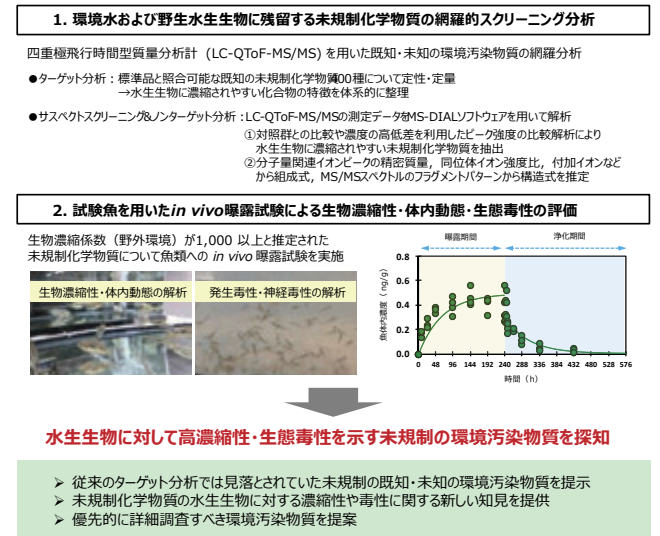 1. 環境水および野生水生生物に残留する未規制化学物質の網羅的スクリーニング分析
四重極飛行時間型質量分析計 (LC-QToF-MS/MS) を用いた既知・未知の環境汚染物質の網羅分析
●ターゲット分析:標準品と照合可能な既知の未規制化学物質400種について定性・定量
→水生生物に濃縮されやすい化合物の特徴を体系的に整理
●サスペクトスクリーニング&ノンターゲット分析:LC-QToF-MS/MSの測定データをMS-DIALソフトウェアを用いて解析
①対照群との比較や濃度の高低差を利用したピーク強度の比較解析により
水生生物に濃縮されやすい未規制化学物質を抽出
②分子量関連イオンピークの精密質量,同位体イオン強度比,付加イオンなど
から組成式,MS/MSスペクトルのフラグメントパターンから構造式を推定
2. 試験魚を用いたin vivo曝露試験による生物濃縮性・体内動態・生態毒性の評価
生物濃縮係数(野外環境)が1,000 以上と推定された
未規制化学物質について魚類への in vivo 曝露試験を実施
生物濃縮性・体内動態の解析
発生毒性・神経毒性の解析
曝露期間 浄化期間
魚体内濃度(ng/g)
0.8
0.6
0.4
0.2
0.0
0 48 96 144 192 240 288 336 384 432 480 528 576
時間(h)
水生生物に対して高濃縮性・生態毒性を示す未規制の環境汚染物質を探知
➢ 従来のターゲット分析では見落とされていた未規制の既知・未知の環境汚染物質を提示
➢ 未規制化学物質の水生生物に対する濃縮性や毒性に関する新しい知見を提供
➢ 優先的に詳細調査すべき環境汚染物質を提案